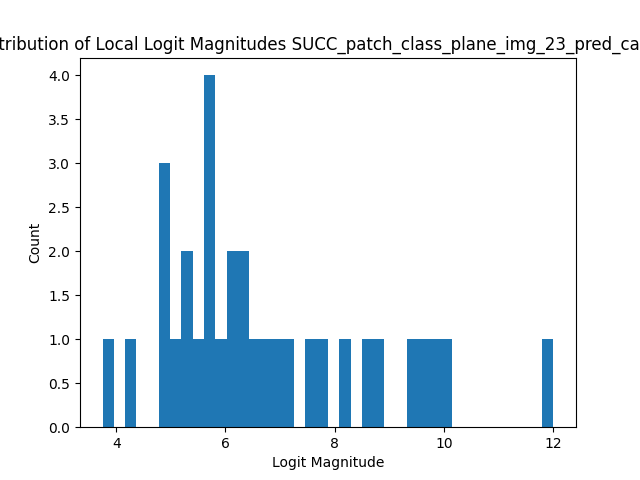 tribution of Local Logit Magnitudes SUCC_patch_class_plane_img_23_pred_ca
4.0
3.5
3.0
2.5
2.0
1.5
1.0
0.5
0.0
Count
4 6 8 10 12
Logit Magnitude